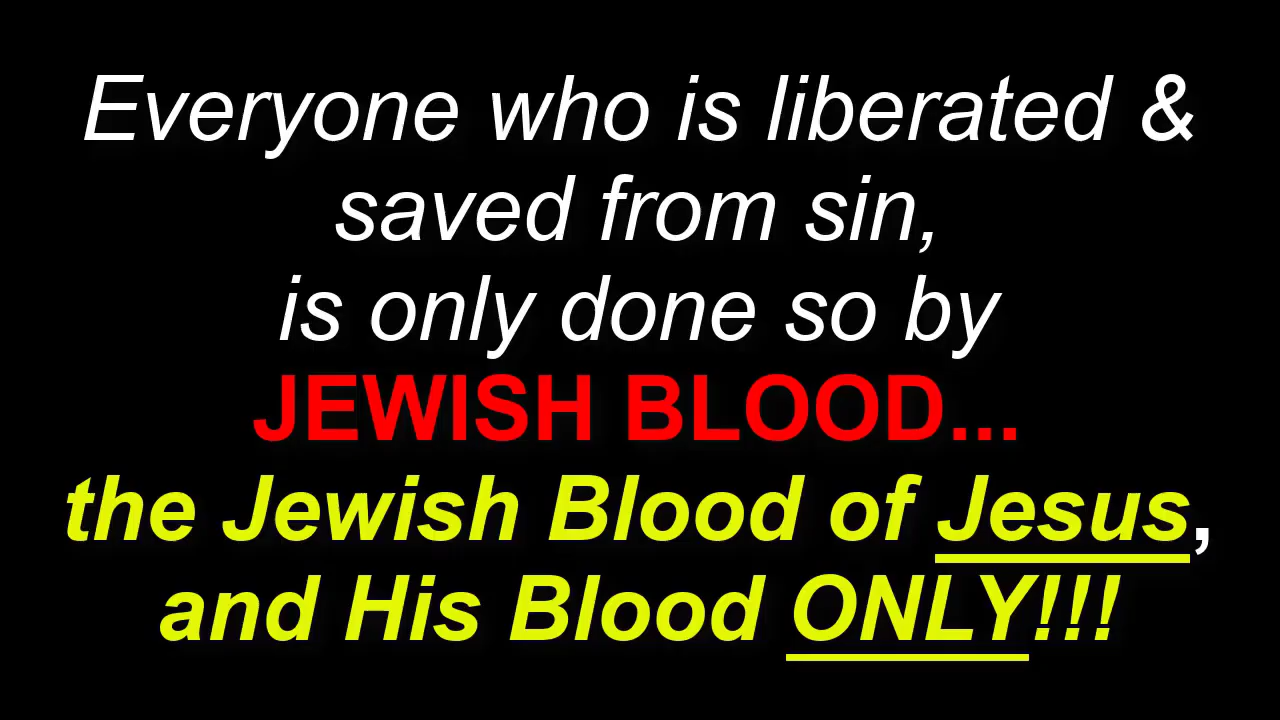 Everyone who is liberated &
saved from sin,
is only done so by
JEWISH BLOOD...
the Jewish Blood of Jesus,
and His Blood ONLY!!!